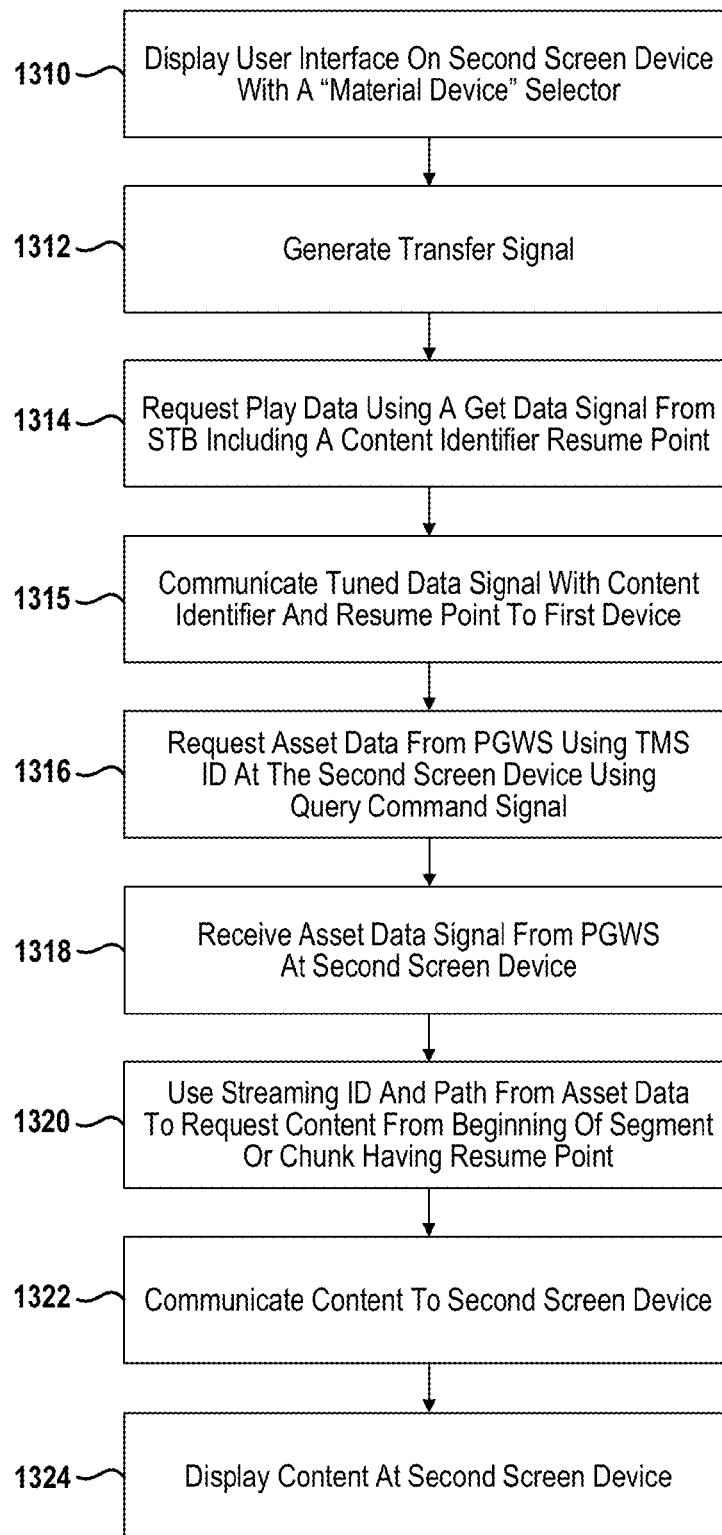 1310
Display User Interface On Second Screen Device
With A “Material Device” Selector
1312
Generate Transfer Signal
1314
Request Play Data Using A Get Data Signal From
STB Including A Content Identifier Resume Point
1315
Communicate Tuned Data Signal With Content
Identifier And Resume Point To First Device
1316
Request Asset Data From PGWS Using TMS
ID At The Second Screen Device Using
Query Command Signal
1318
Receive Asset Data Signal From PGWS
At Second Screen Device
1320
Use Streaming ID And Path From Asset Data
To Request Content From Beginning Of Segment
Or Chunk Having Resume Point
1322
Communicate Content To Second Screen Device
1324
Display Content At Second Screen Device